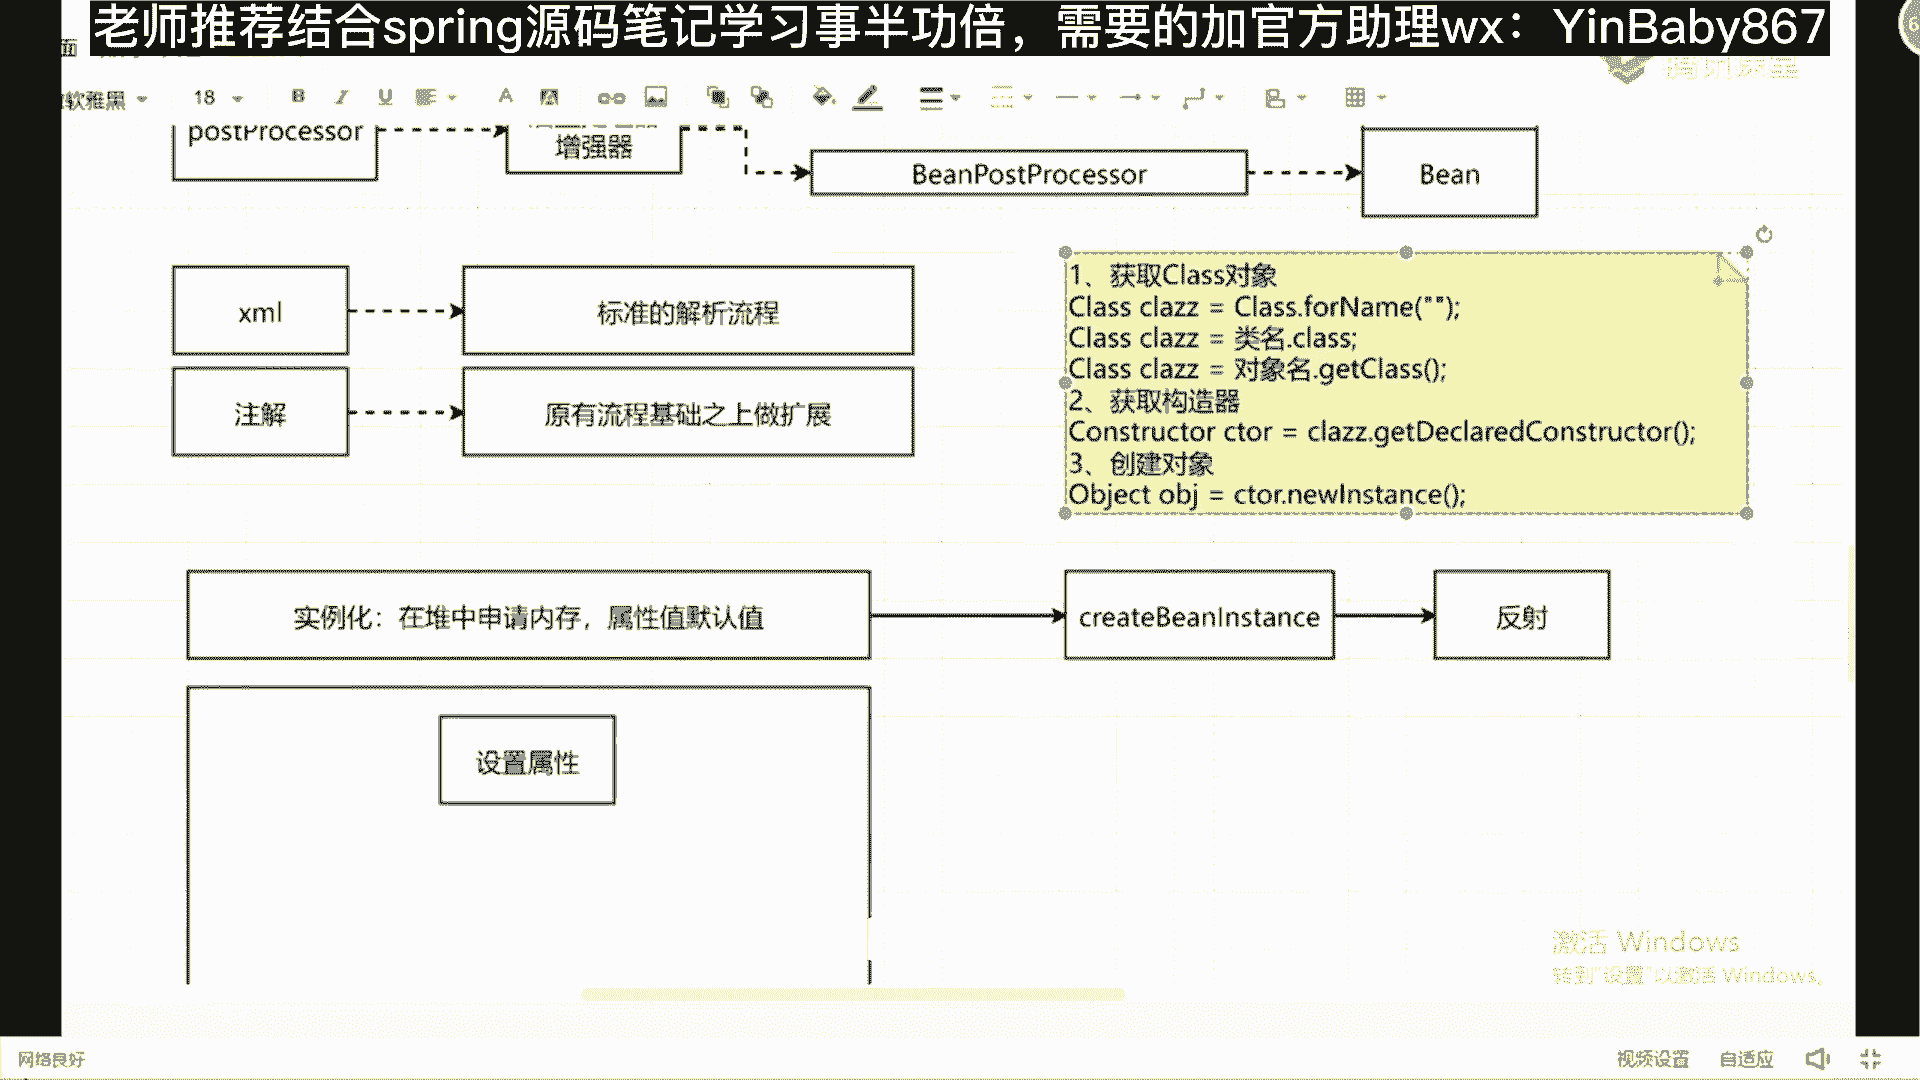 老师推荐结合spring源码笔记学习事半功倍，需要的加官方助理wx：YinBaby867
面
软雅黑
18
B
I
U
A
A
postProcessor
增强器
BeanPostProcessor
Bean
xml
标准的解析流程
注解
原有流程基础之上做扩展
1、获取Class对象
Class clazz = Class.forName("");
Class clazz = 类名.class;
Class clazz = 对象名.getClass();
2、获取构造器
Constructor ctor = clazz.getDeclaredConstructor();
3、创建对象
Object obj = ctor.newInstance();
实例化：在堆中申请内存，属性值默认值
createBeanInstance
反射
设置属性
激活 Windows
转到"设置"以激活 Windows。
网络良好
视频设置
自适应